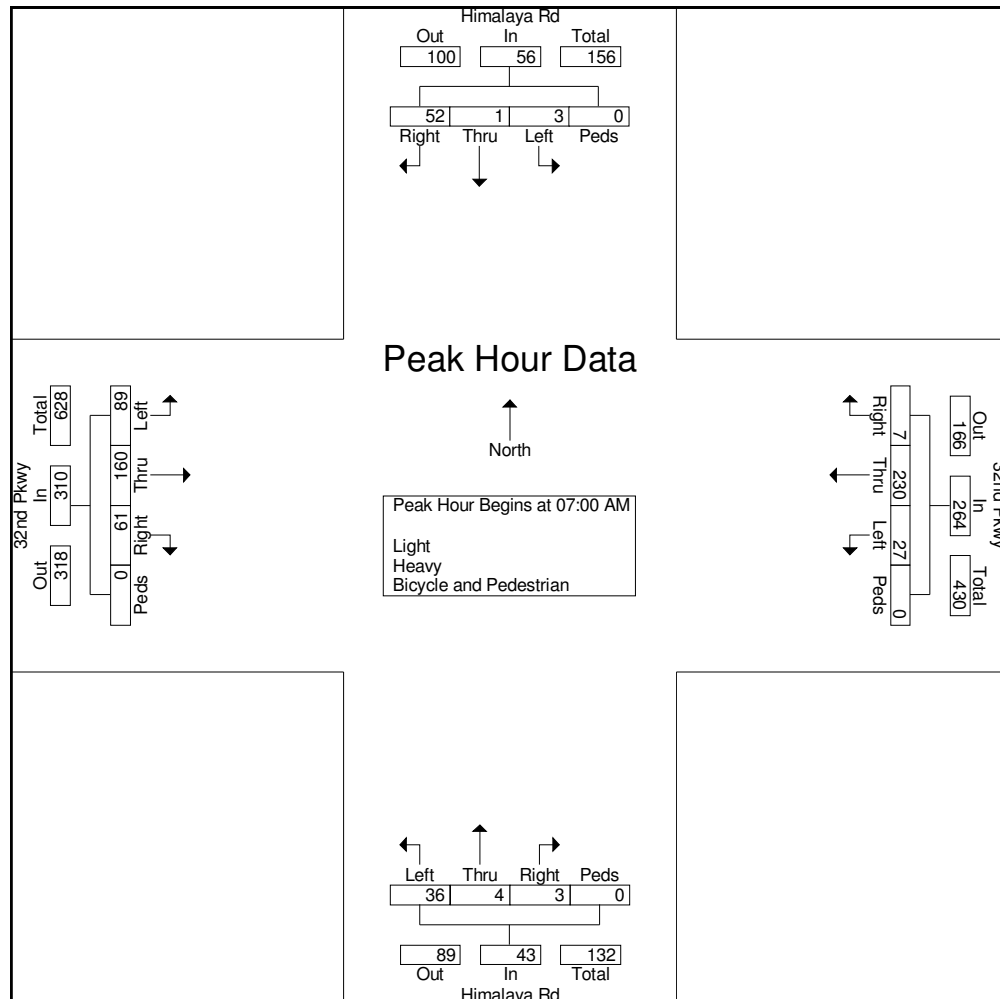 Himalaya Rd
Out In Total
100 56 156
52 1 3 0
Right Thru Left Peds
Peak Hour Data
North
Peak Hour Begins at 07:00 AM
Light
Heavy
Bicycle and Pedestrian
32nd Pkwy
Out In Total
318 310 628
89 160 61 0
Left Thru Right Peds
32nd Pkwy
Out In Total
166 264 430
7 230 27 0
Right Thru Left Peds
Left Thru Right Peds
36 4 3 0
89 43 132
Out In Total
Himalaya Rd